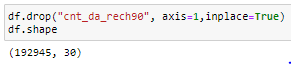 df.drop("cnt_da_rech90", axis=1,inplace=True)
df.shape
(192945, 30)